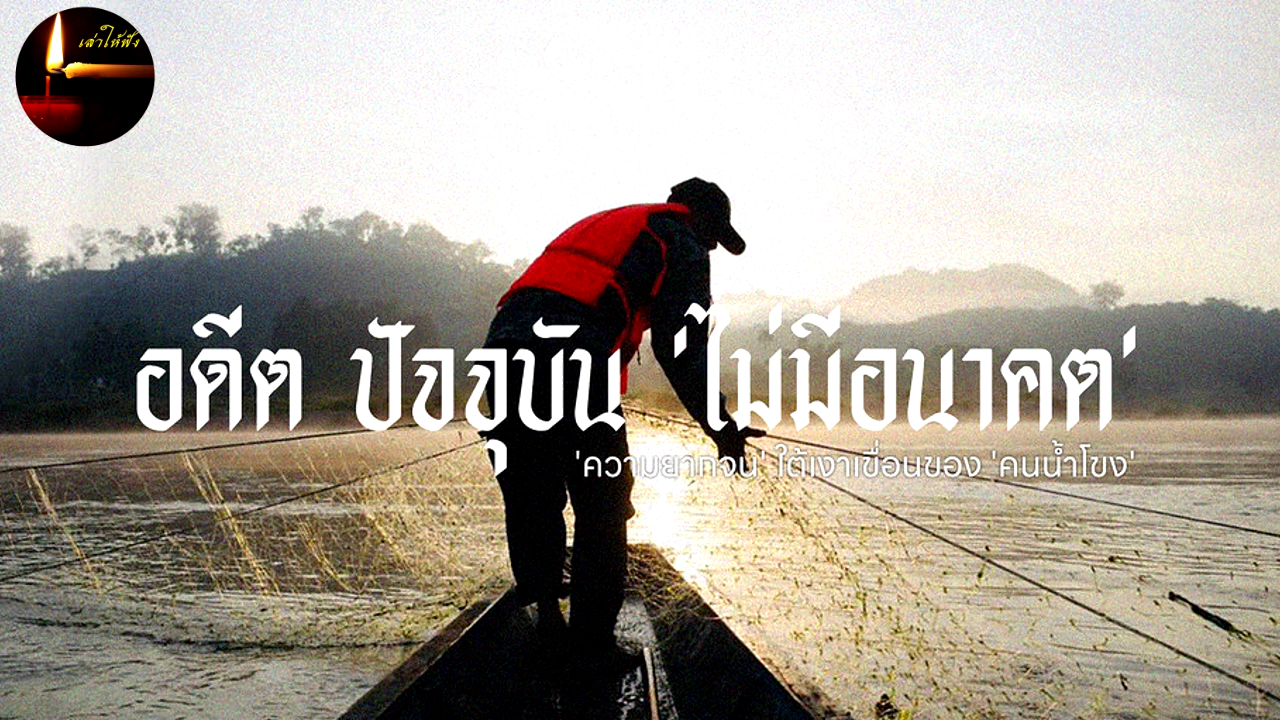 เล่าให้ฟัง
อดีต ปัจจุบัน 'ไม่มีอนาคต'
'ความยากจน' ใต้เงาเขื่อนของ 'คนน้ำโขง'